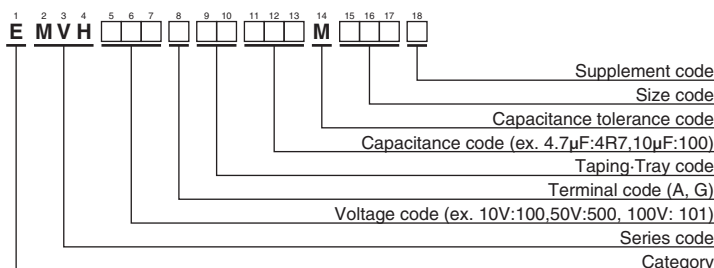 1 2 3 4 5 6 7 8 9 10 11 12 13 14 15 16 17 18
E M V H □□□ □ □□ □□□ M □□□ □
Supplement code
Size code
Capacitance tolerance code
Capacitance code (ex. 4.7µF:4R7,10µF:100)
Taping·Tray code
Terminal code (A, G)
Voltage code (ex. 10V:100,50V:500, 100V: 101)
Series code
Category